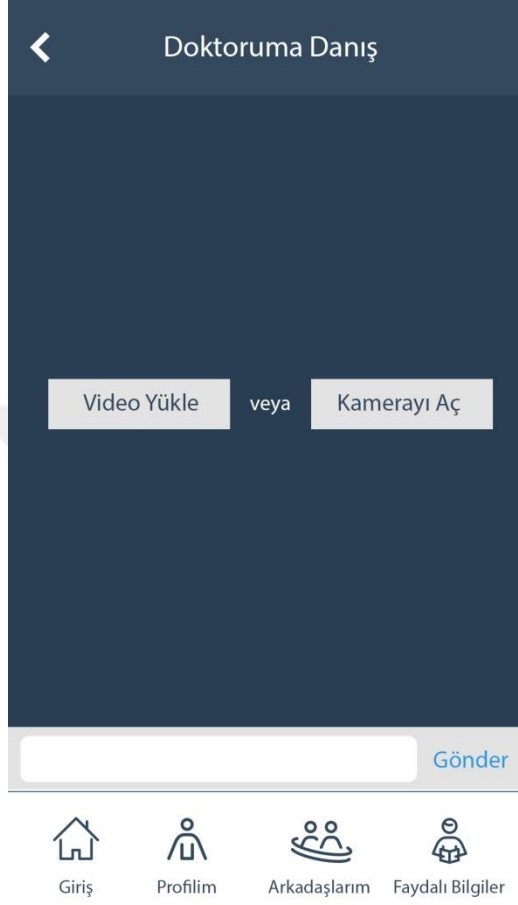 Doktoruma Danış
Video Yükle veya Kamerayı Aç
Gönder
Giriş Profilim Arkadaşlarım Faydalı Bilgiler